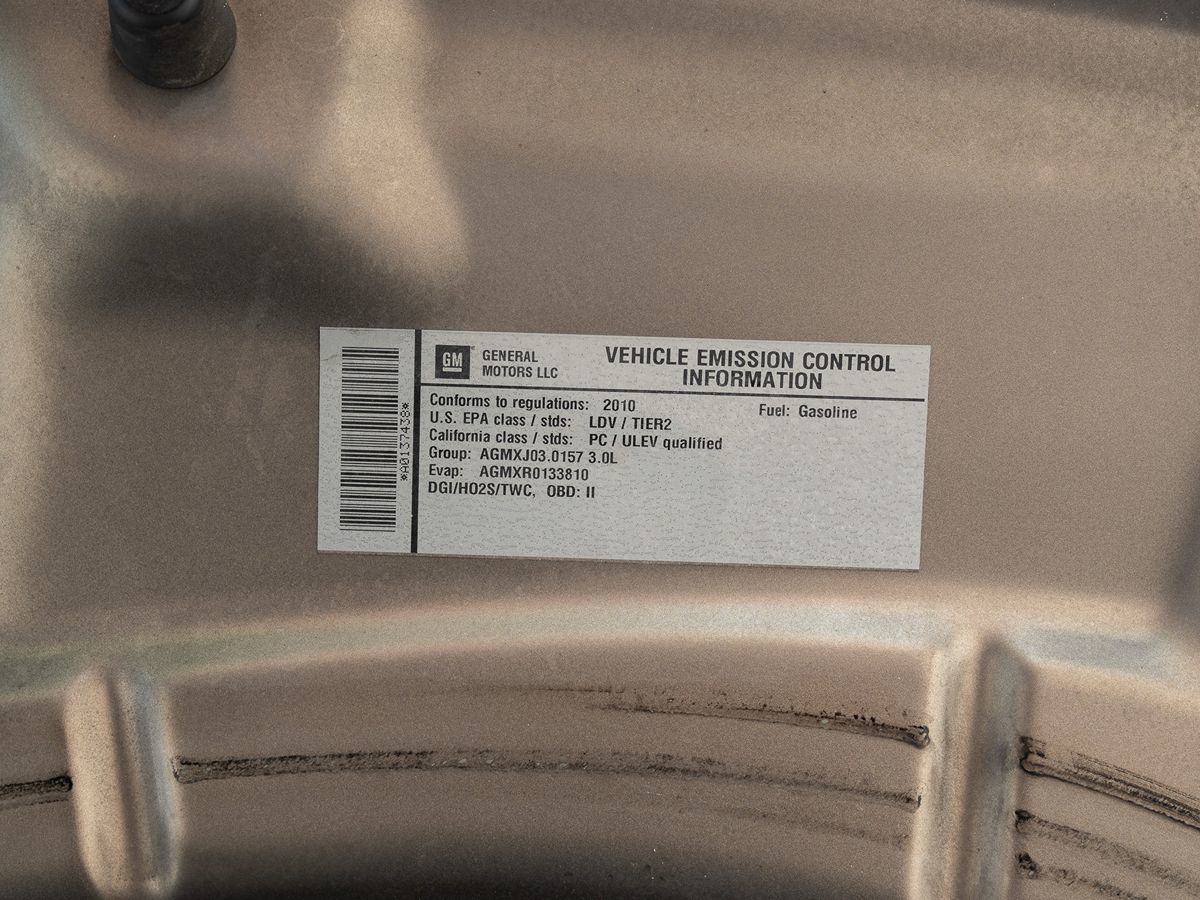 *A0137438*
GM
GENERAL
MOTORS LLC
VEHICLE EMISSION CONTROL
INFORMATION
Conforms to regulations: 2010
Fuel: Gasoline
U.S. EPA class / stds: LDV / TIER2
California class / stds: PC / ULEV qualified
Group: AGMXJ03.0157 3.0L
Evap: AGMXR0133810
DGI/HO2S/TWC, OBD: II